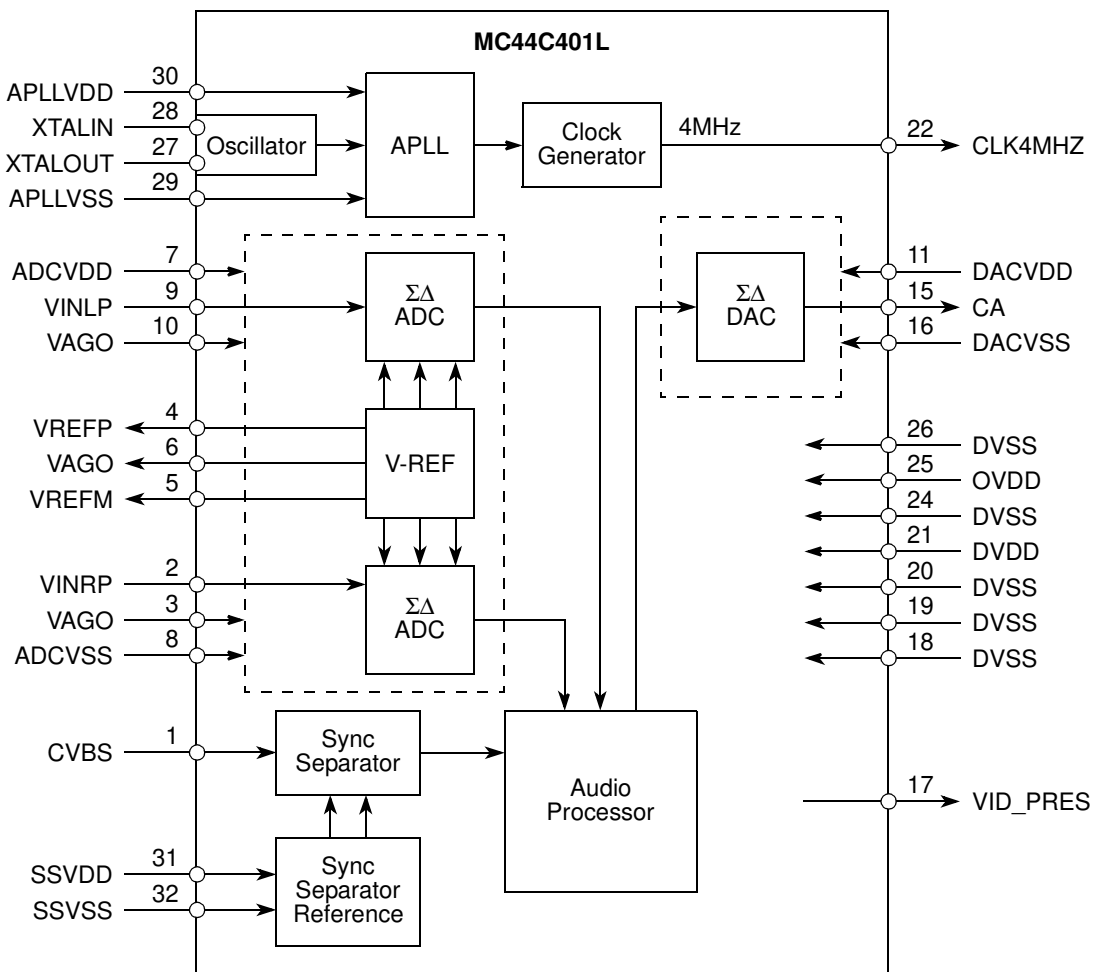 MC44C401L
APLLVDD 30
XTALIN 28
XTALOUT 27
APLLVSS 29
Oscillator
APLL
Clock
Generator
4MHz
22 CLK4MHZ
ADCVDD 7
VINLP 9
VAGO 10
ΣΔ
ADC
ΣΔ
DAC
11 DACVDD
15 CA
16 DACVSS
VREFP 4
VAGO 6
VREFM 5
V-REF
26 DVSS
25 OVDD
24 DVSS
21 DVDD
20 DVSS
19 DVSS
18 DVSS
VINRP 2
VAGO 3
ADCVSS 8
ΣΔ
ADC
CVBS 1
Sync
Separator
Audio
Processor
17 VID_PRES
SSVDD 31
SSVSS 32
Sync
Separator
Reference